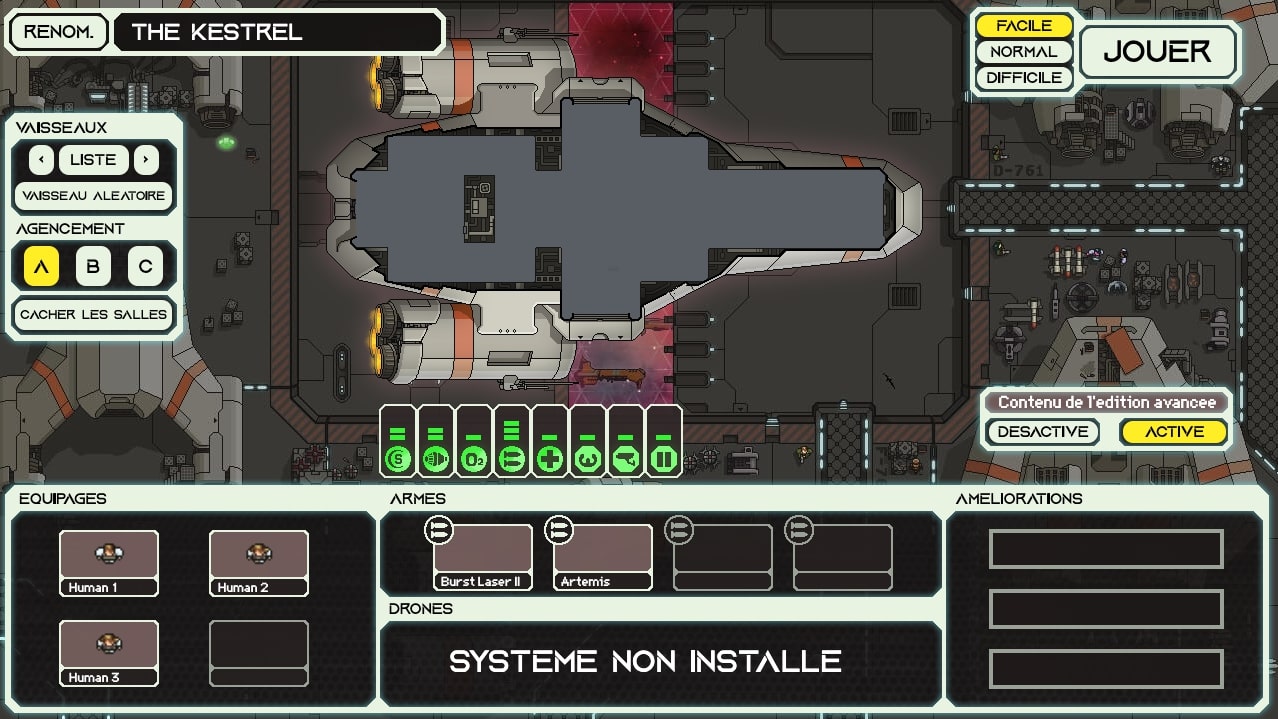 RENOM.
THE KESTREL
FACILE
NORMAL
DIFFICILE
JOUER
VAISSEAUX
LISTE
VAISSEAU ALEATOIRE
AGENCEMENT
A B C
CACHER LES SALLES
D-761
Contenu de l'edition avancee
DESACTIVE
ACTIVE
S
O2
EQUIPAGES
Human 1
Human 2
Human 3
ARMES
Burst Laser II
Artemis
DRONES
SYSTEME NON INSTALLE
AMELIORATIONS